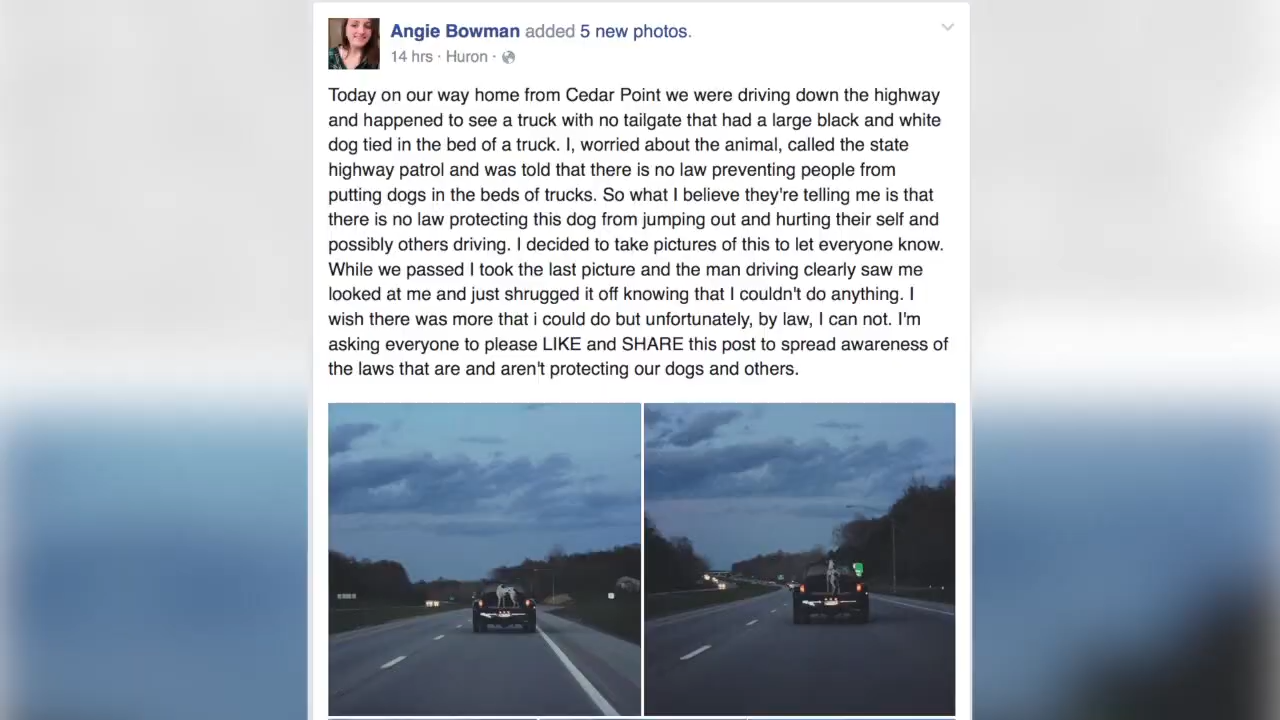 Angie Bowman added 5 new photos.
14 hrs · Huron ·
Today on our way home from Cedar Point we were driving down the highway
and happened to see a truck with no tailgate that had a large black and white
dog tied in the bed of a truck. I, worried about the animal, called the state
highway patrol and was told that there is no law preventing people from
putting dogs in the beds of trucks. So what I believe they're telling me is that
there is no law protecting this dog from jumping out and hurting their self and
possibly others driving. I decided to take pictures of this to let everyone know.
While we passed I took the last picture and the man driving clearly saw me
looked at me and just shrugged it off knowing that I couldn't do anything. I
wish there was more that i could do but unfortunately, by law, I can not. I'm
asking everyone to please LIKE and SHARE this post to spread awareness of
the laws that are and aren't protecting our dogs and others.